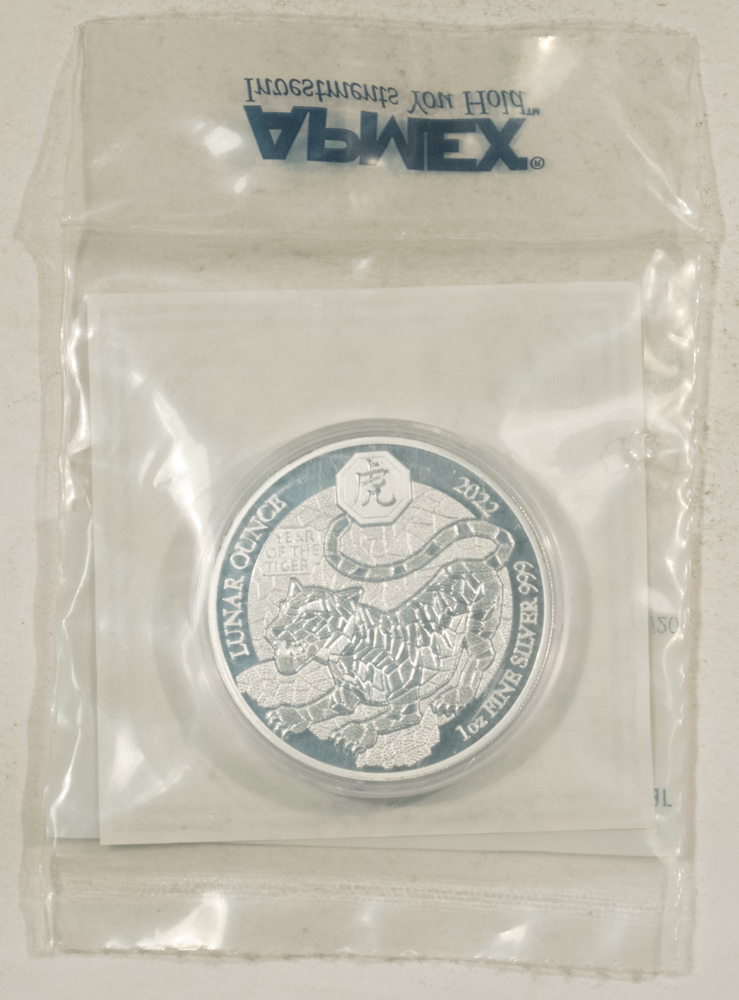 Investments You Hold™
APMEX®
虎
LUNAR OUNCE
2022
YEAR
OF THE
TIGER
1oz FINE SILVER 999